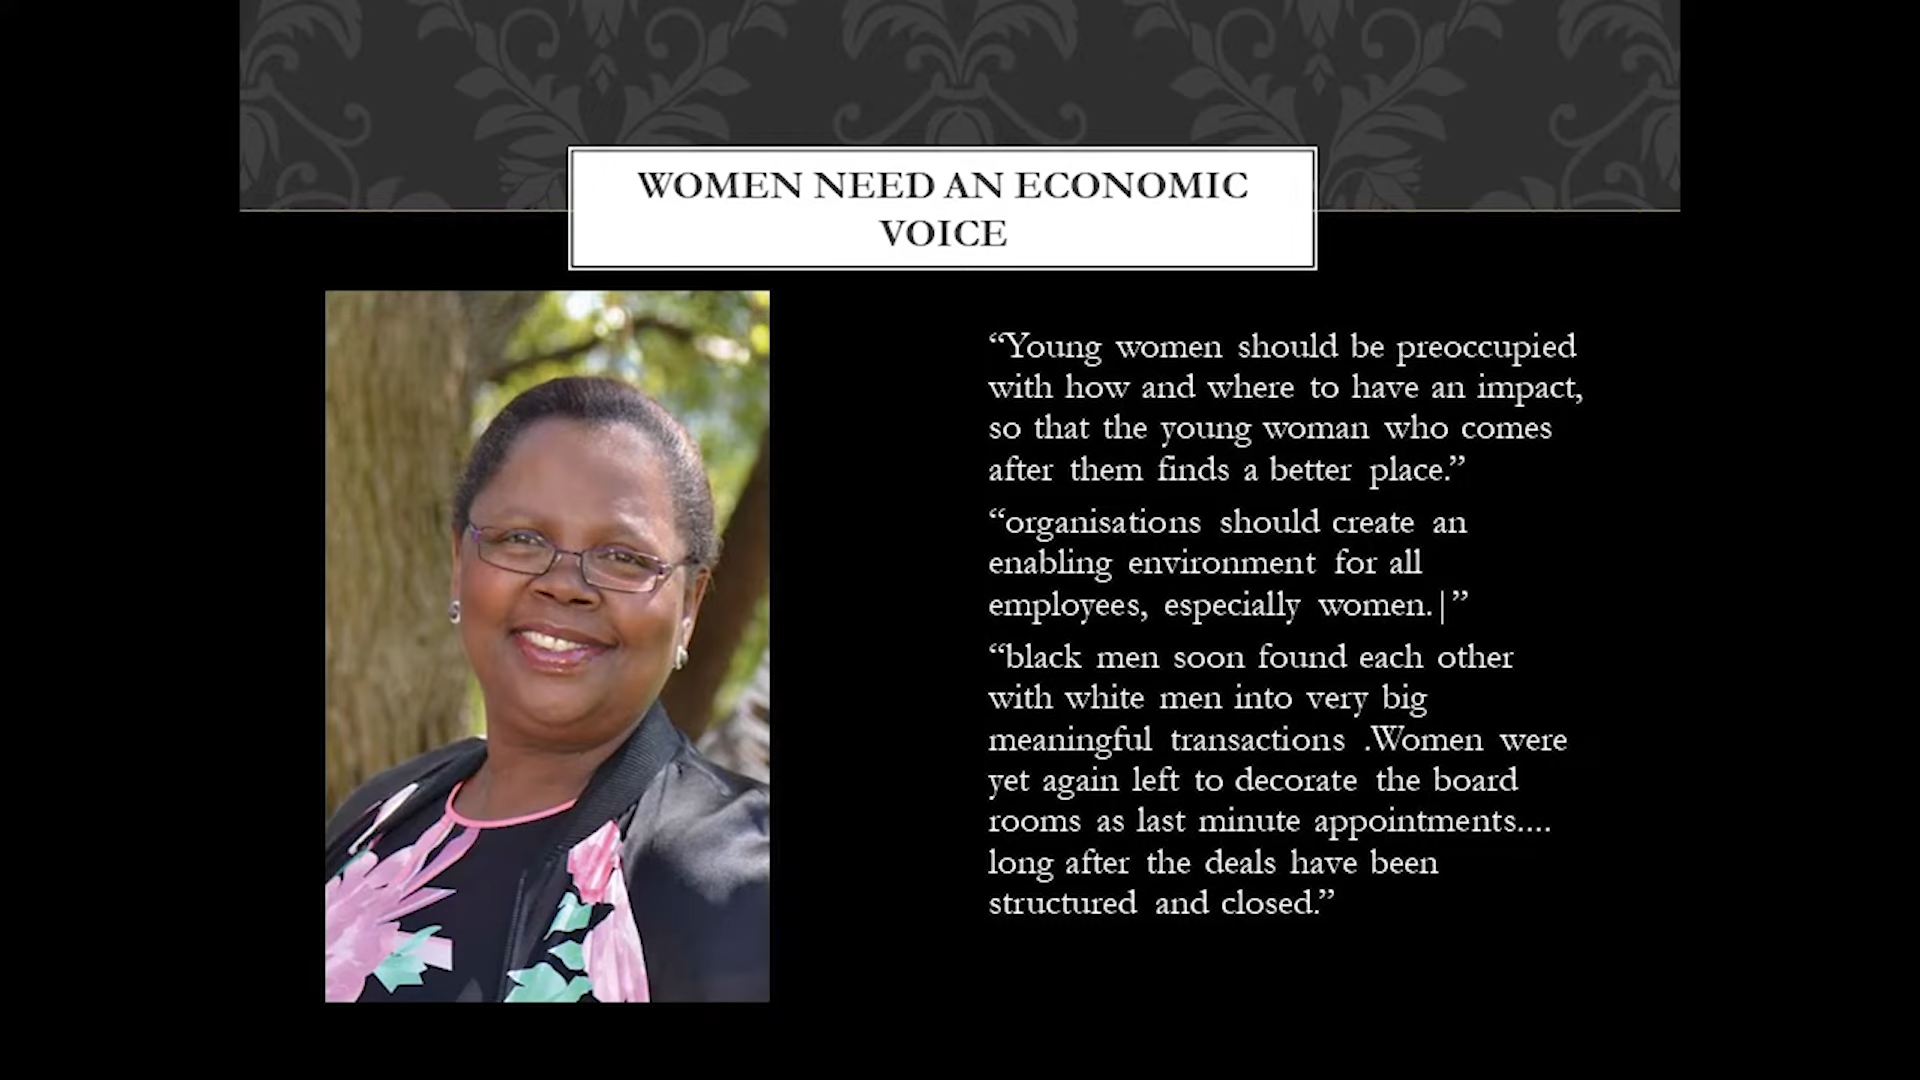 WOMEN NEED AN ECONOMIC
VOICE
“Young women should be preoccupied
with how and where to have an impact,
so that the young woman who comes
after them finds a better place.”
“organisations should create an
enabling environment for all
employees, especially women.|”
“black men soon found each other
with white men into very big
meaningful transactions .Women were
yet again left to decorate the board
rooms as last minute appointments....
long after the deals have been
structured and closed.”